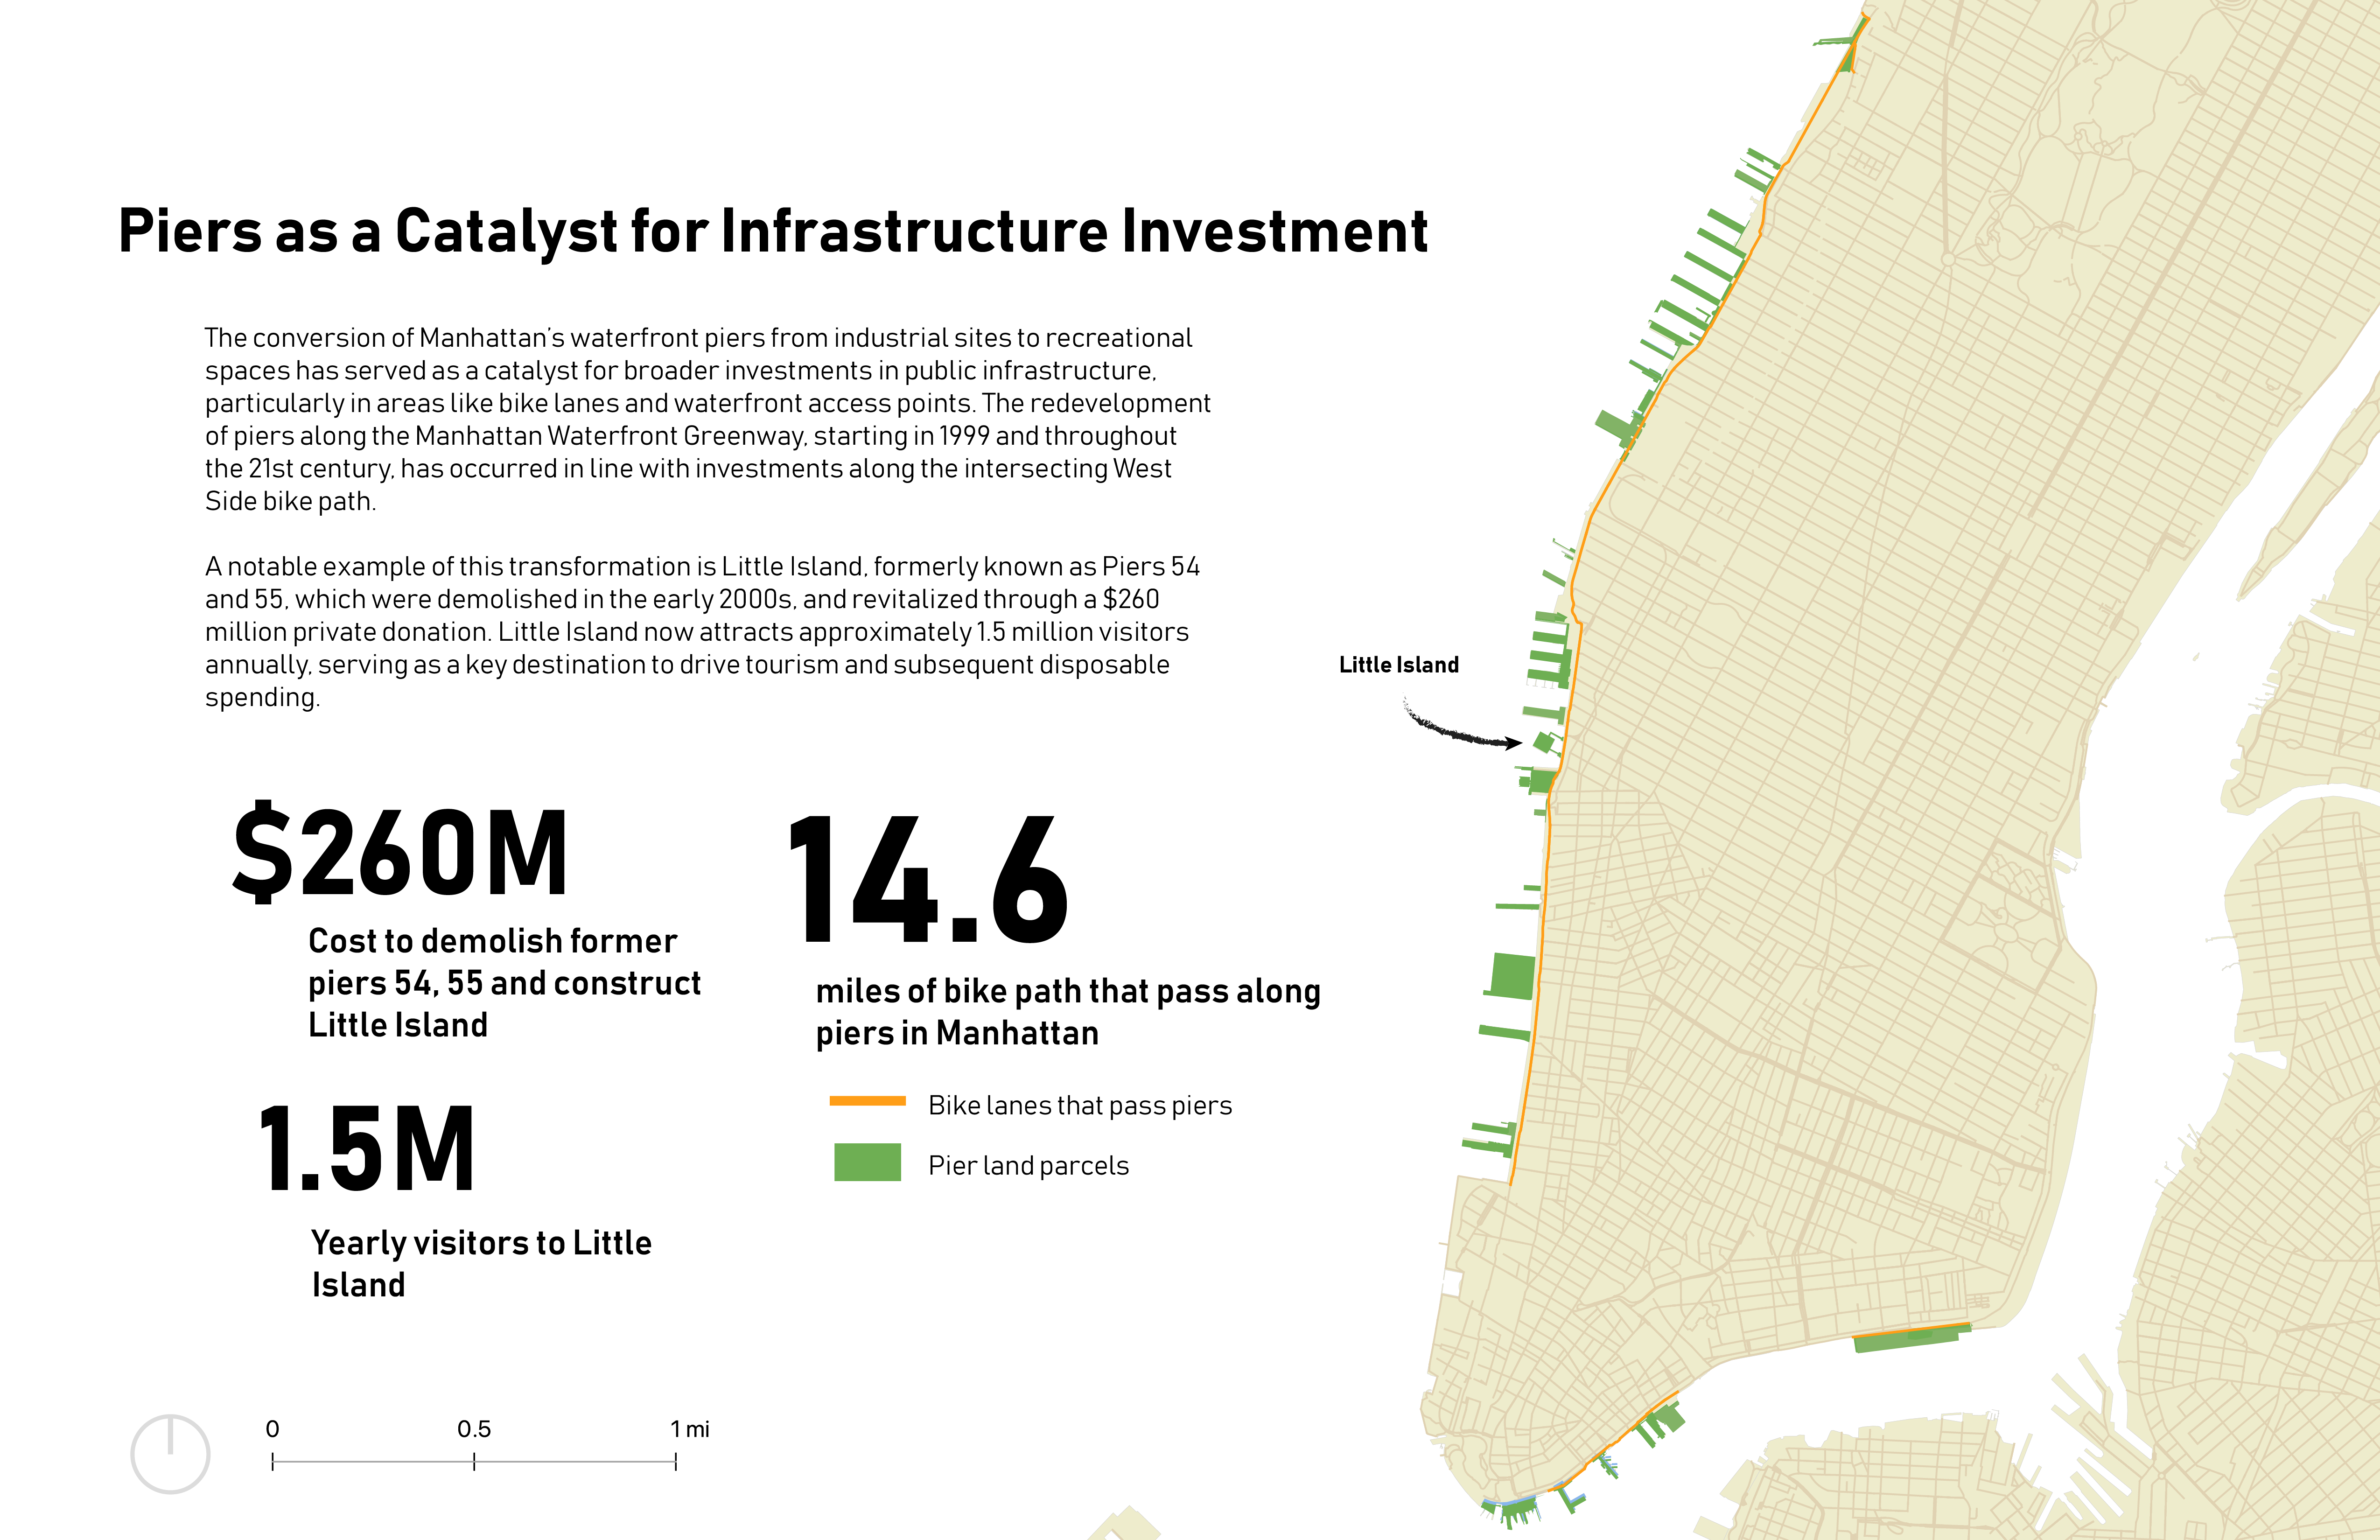 Piers as a Catalyst for Infrastructure Investment
The conversion of Manhattan’s waterfront piers from industrial sites to recreational
spaces has served as a catalyst for broader investments in public infrastructure,
particularly in areas like bike lanes and waterfront access points. The redevelopment
of piers along the Manhattan Waterfront Greenway, starting in 1999 and throughout
the 21st century, has occurred in line with investments along the intersecting West
Side bike path.
A notable example of this transformation is Little Island, formerly known as Piers 54
and 55, which were demolished in the early 2000s, and revitalized through a $260
million private donation. Little Island now attracts approximately 1.5 million visitors
annually, serving as a key destination to drive tourism and subsequent disposable
spending.
Little Island
$260M
Cost to demolish former
piers 54, 55 and construct
Little Island
14.6
miles of bike path that pass along
piers in Manhattan
Bike lanes that pass piers
Pier land parcels
1.5M
Yearly visitors to Little
Island
0 0.5 1 mi